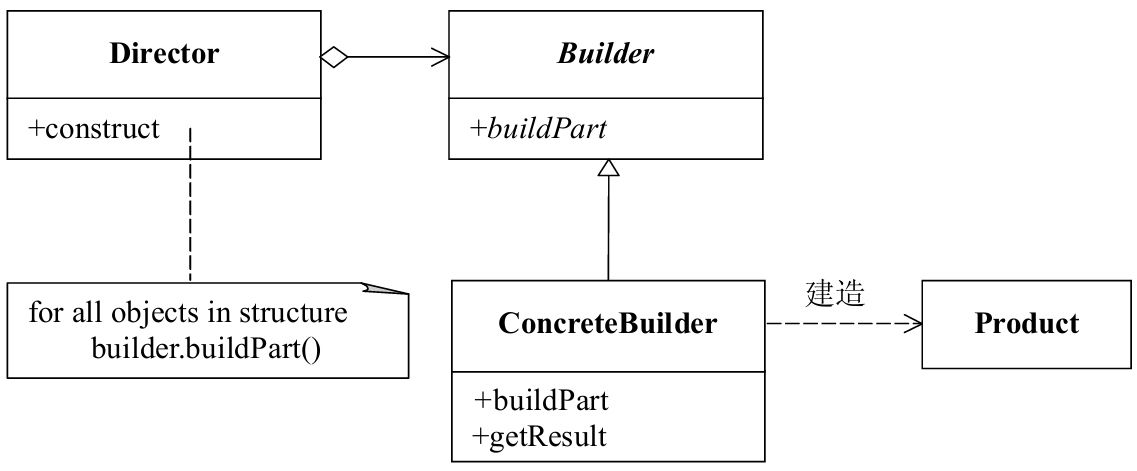 Director
+construct
Builder
+buildPart
for all objects in structure
builder.buildPart()
ConcreteBuilder
+buildPart
+getResult
建造
Product